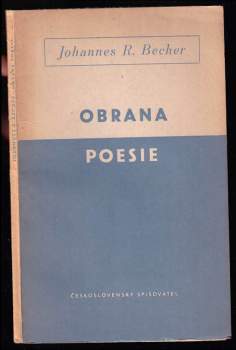 Johannes R. Becher
OBRANA
POESIE
ČESKOSLOVENSKÝ SPISOVATEL